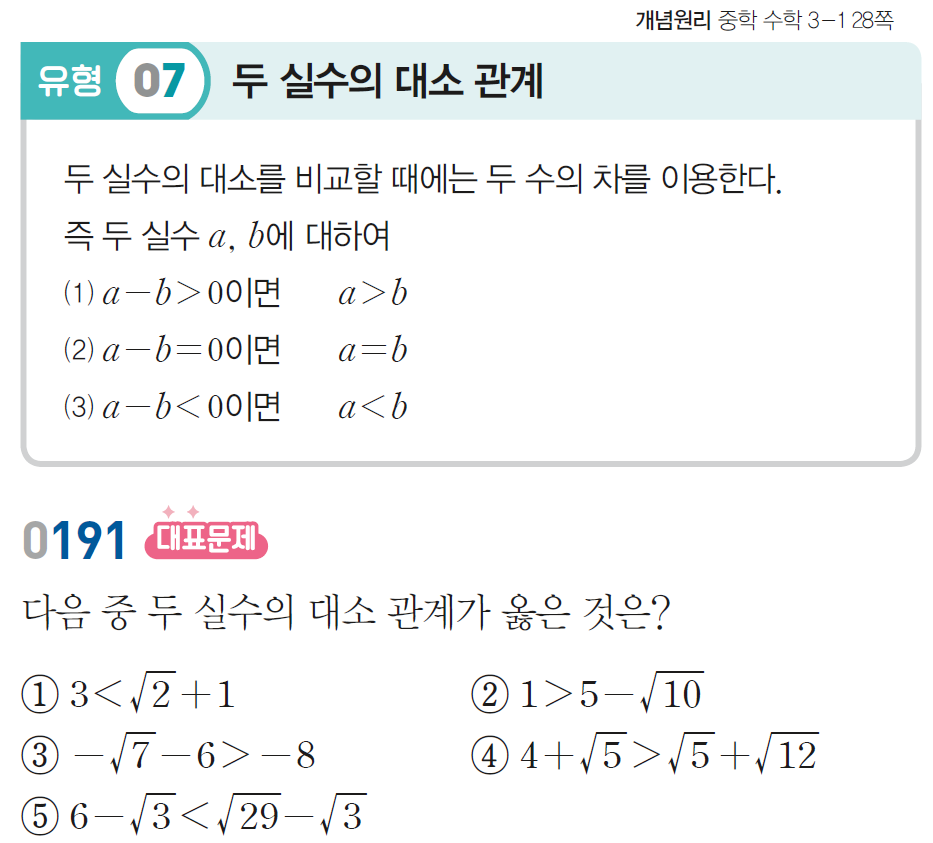 개념원리 중학 수학 3-1 28쪽
유형 07 두 실수의 대소 관계
두 실수의 대소를 비교할 때에는 두 수의 차를 이용한다.
즉 두 실수 a, b에 대하여
(1) a-b>0이면 a>b
(2) a-b=0이면 a=b
(3) a-b<0이면 a<b
0191 대표문제
다음 중 두 실수의 대소 관계가 옳은 것은?
① 3<√2+1 ② 1>5-√10
③ -√7-6>-8 ④ 4+√5>√5+√12
⑤ 6-√3<√29-√3